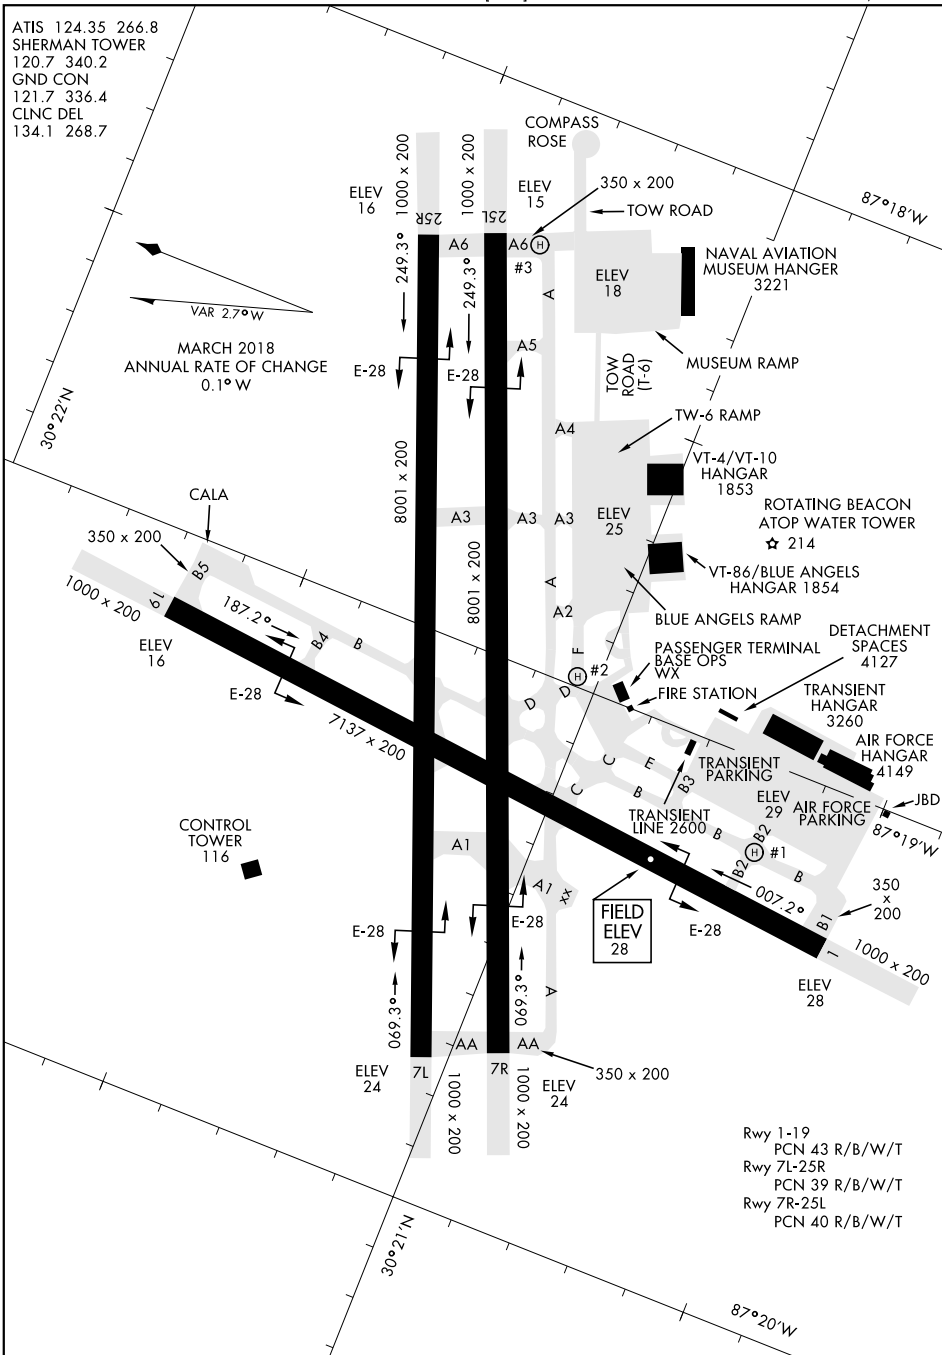 ATIS 124.35 266.8
SHERMAN TOWER
120.7 340.2
GND CON
121.7 336.4
CLNC DEL
134.1 268.7
COMPASS
ROSE
87°18'W
ELEV
16
1000 x 200
1000 x 200
ELEV
15
350 x 200
TOW ROAD
25R
25L
A6
A6
H
#3
249.3°
249.3°
A
ELEV
18
NAVAL AVIATION
MUSEUM HANGER
3221
VAR 2.7° W
MARCH 2018
ANNUAL RATE OF CHANGE
0.1° W
E-28
E-28
A5
TOW
ROAD
(T-6)
MUSEUM RAMP
30°22'N
TW-6 RAMP
A4
VT-4/VT-10
HANGAR
1853
8001 x 200
CALA
A3
A3
A3
ELEV
25
ROTATING BEACON
ATOP WATER TOWER
214
350 x 200
B5
8001 x 200
A
VT-86/BLUE ANGELS
HANGAR 1854
1000 x 200
19
187.2°
B4
B
A2
BLUE ANGELS RAMP
ELEV
16
F
H
#2
PASSENGER TERMINAL
BASE OPS
WX
DETACHMENT
SPACES
4127
E-28
D
D
FIRE STATION
TRANSIENT
HANGAR
3260
7137 x 200
C
C
E
B
B3
TRANSIENT
PARKING
AIR FORCE
HANGAR
4149
ELEV
29
AIR FORCE
PARKING
JBD
87°19'W
CONTROL
TOWER
116
A1
TRANSIENT
LINE 2600
B
B2
B2
H
#1
B
A1
xx
007.2°
350
x
200
B1
E-28
E-28
FIELD
ELEV
28
E-28
1
1000 x 200
ELEV
28
069.3°
069.3°
A
AA
AA
ELEV
24
7L
7R
1000 x 200
1000 x 200
ELEV
24
350 x 200
Rwy 1-19
PCN 43 R/B/W/T
Rwy 7L-25R
PCN 39 R/B/W/T
Rwy 7R-25L
PCN 40 R/B/W/T
30°21'N
87°20'W